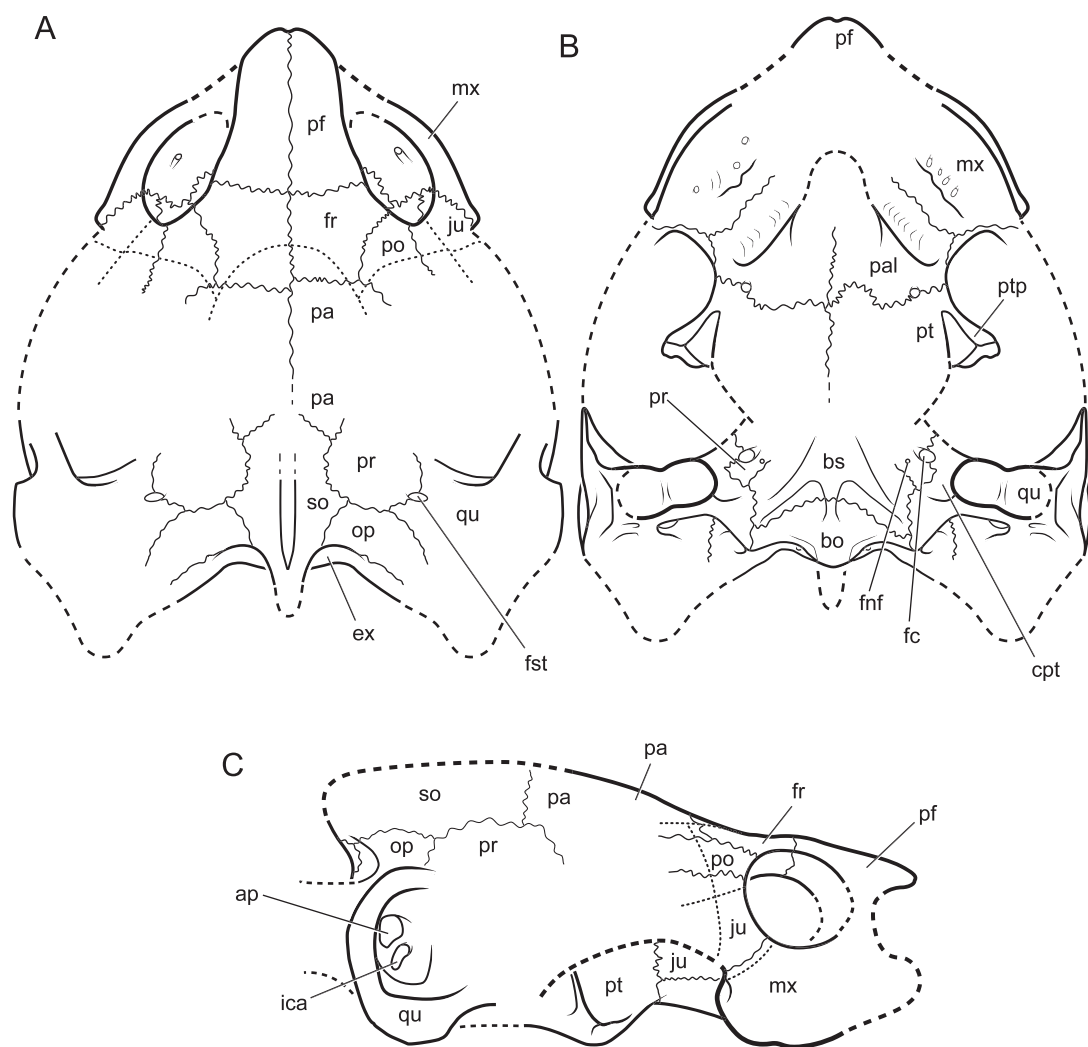 A
B
pf
mx
pf
mx
fr
ju
po
pal
ptp
pa
pt
pa
pr
pr
bs
qu
so
qu
op
bo
fnf
ex
fc
fst
cpt
C
pa
so
pa
fr
pf
op
pr
po
ap
ju
ju
pt
mx
ica
qu